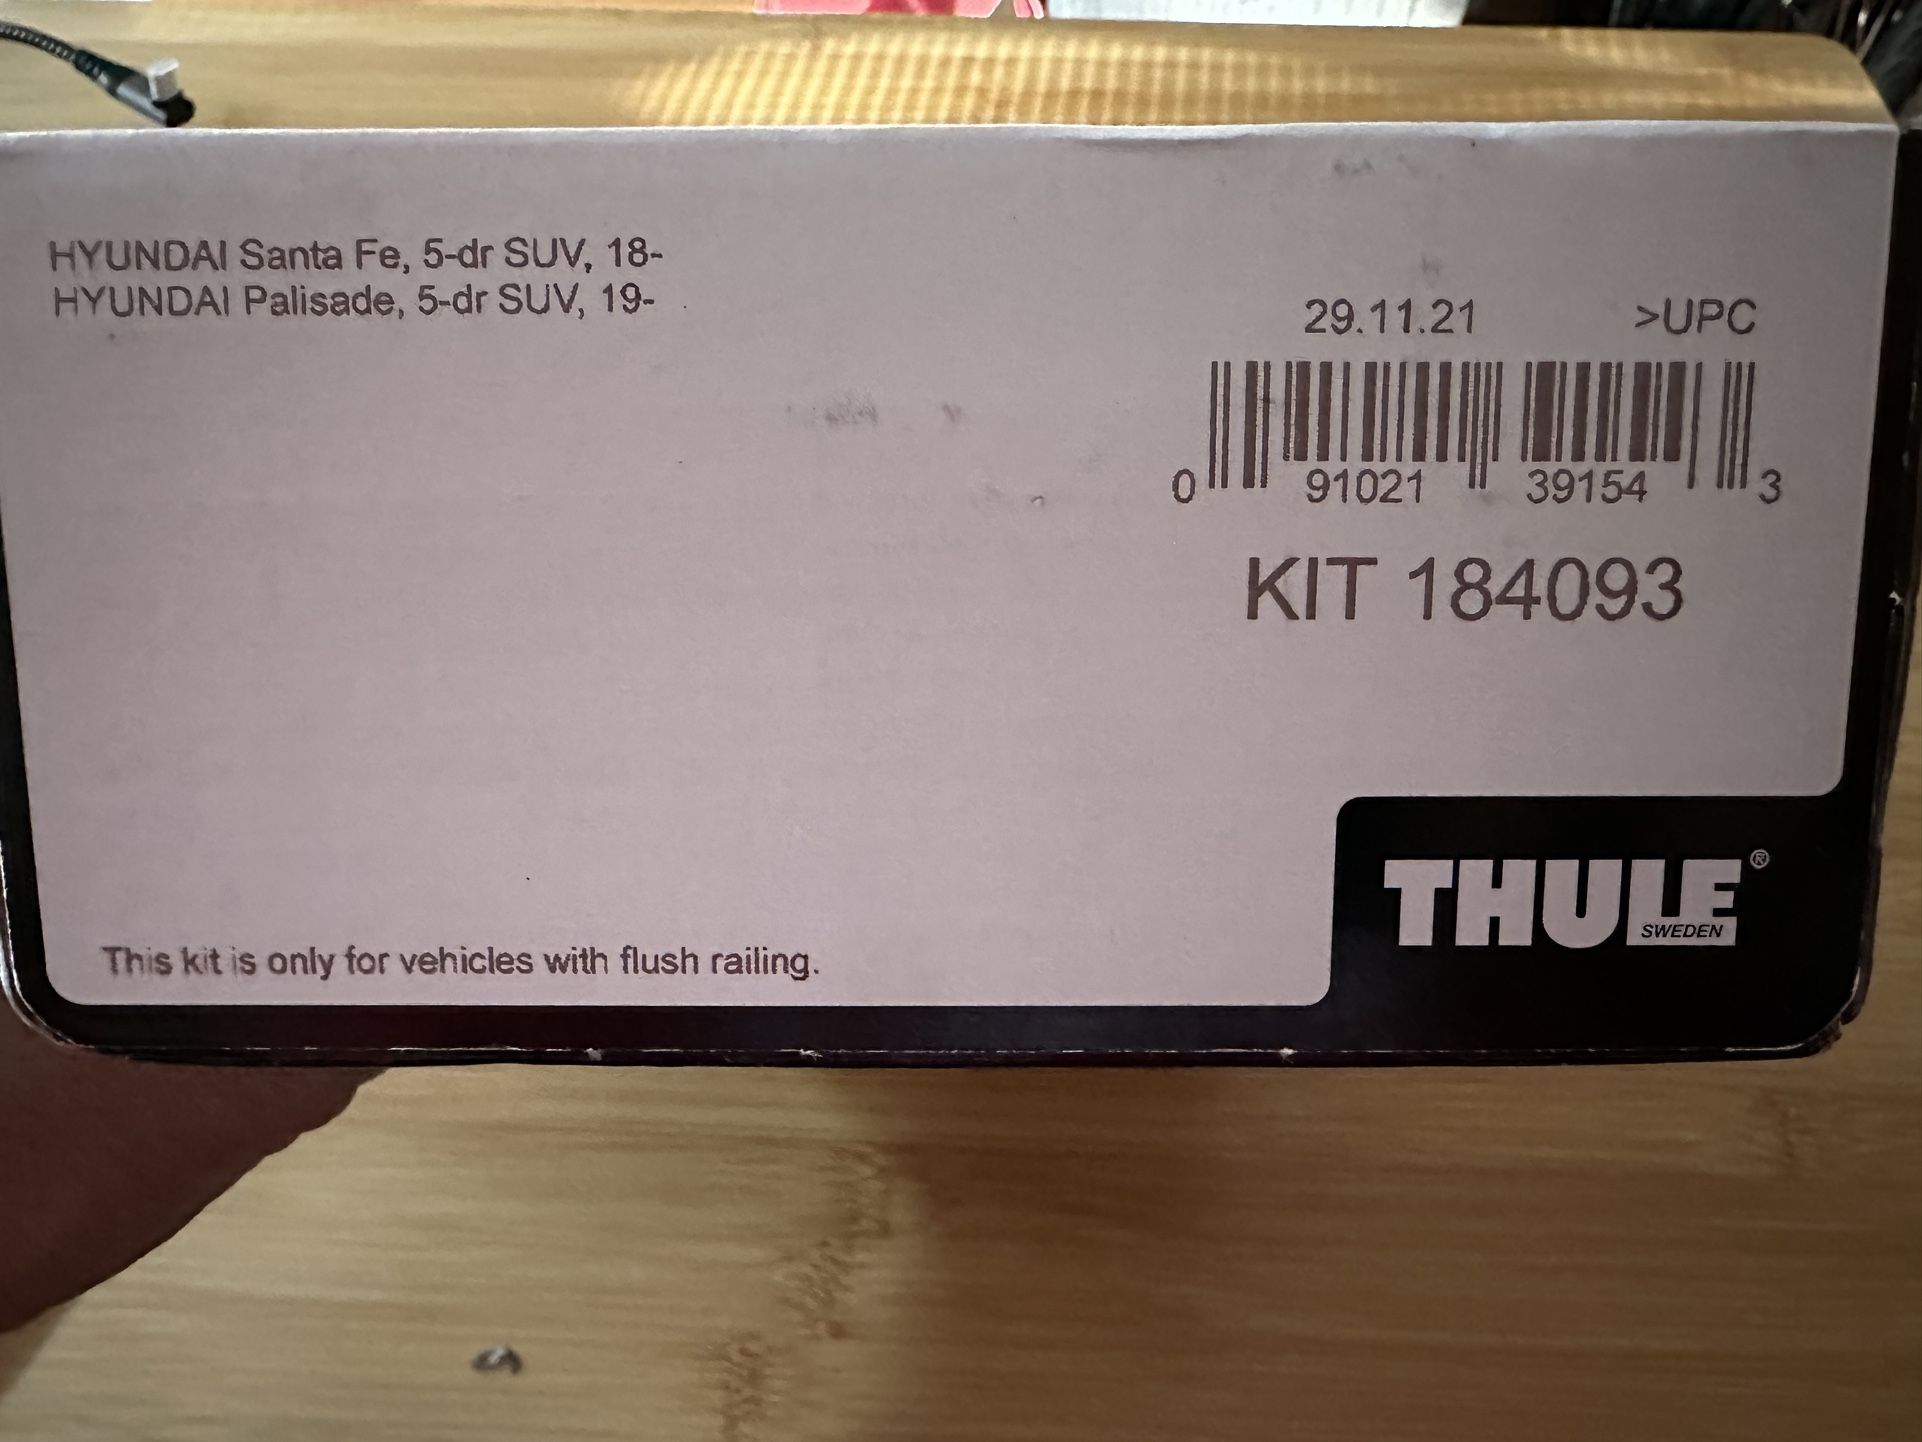 HYUNDAI Santa Fe, 5-dr SUV, 18-
HYUNDAI Palisade, 5-dr SUV, 19-
29.11.21 >UPC
0 91021 39154 3
KIT 184093
THULE®
SWEDEN
This kit is only for vehicles with flush railing.